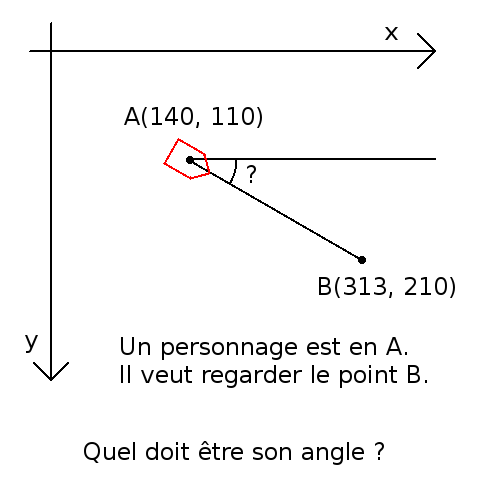 x
A(140, 110)
?
B(313, 210)
y
Un personnage est en A.
Il veut regarder le point B.
Quel doit être son angle ?